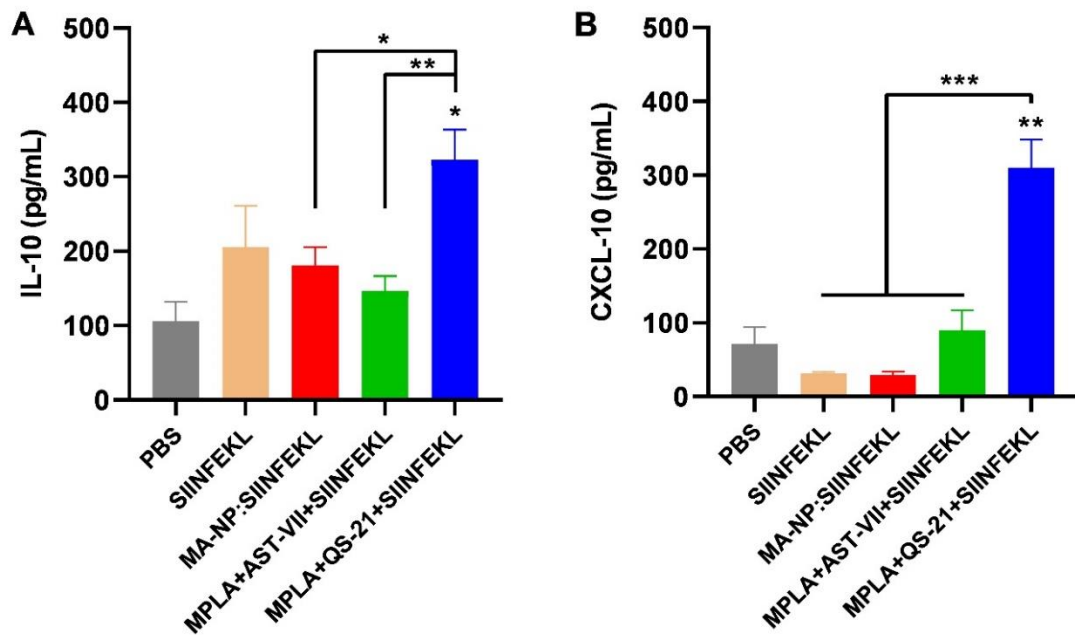 A
IL-10 (pg/mL)
500
400
300
200
100
0
*
**
*
PBS
SIINFEKL
MA-NP:SIINFEKL
MPLA+AST-VII+SIINFEKL
MPLA+QS-21+SIINFEKL
B
CXCL-10 (pg/mL)
500
400
300
200
100
0
***
**
PBS
SIINFEKL
MA-NP:SIINFEKL
MPLA+AST-VII+SIINFEKL
MPLA+QS-21+SIINFEKL